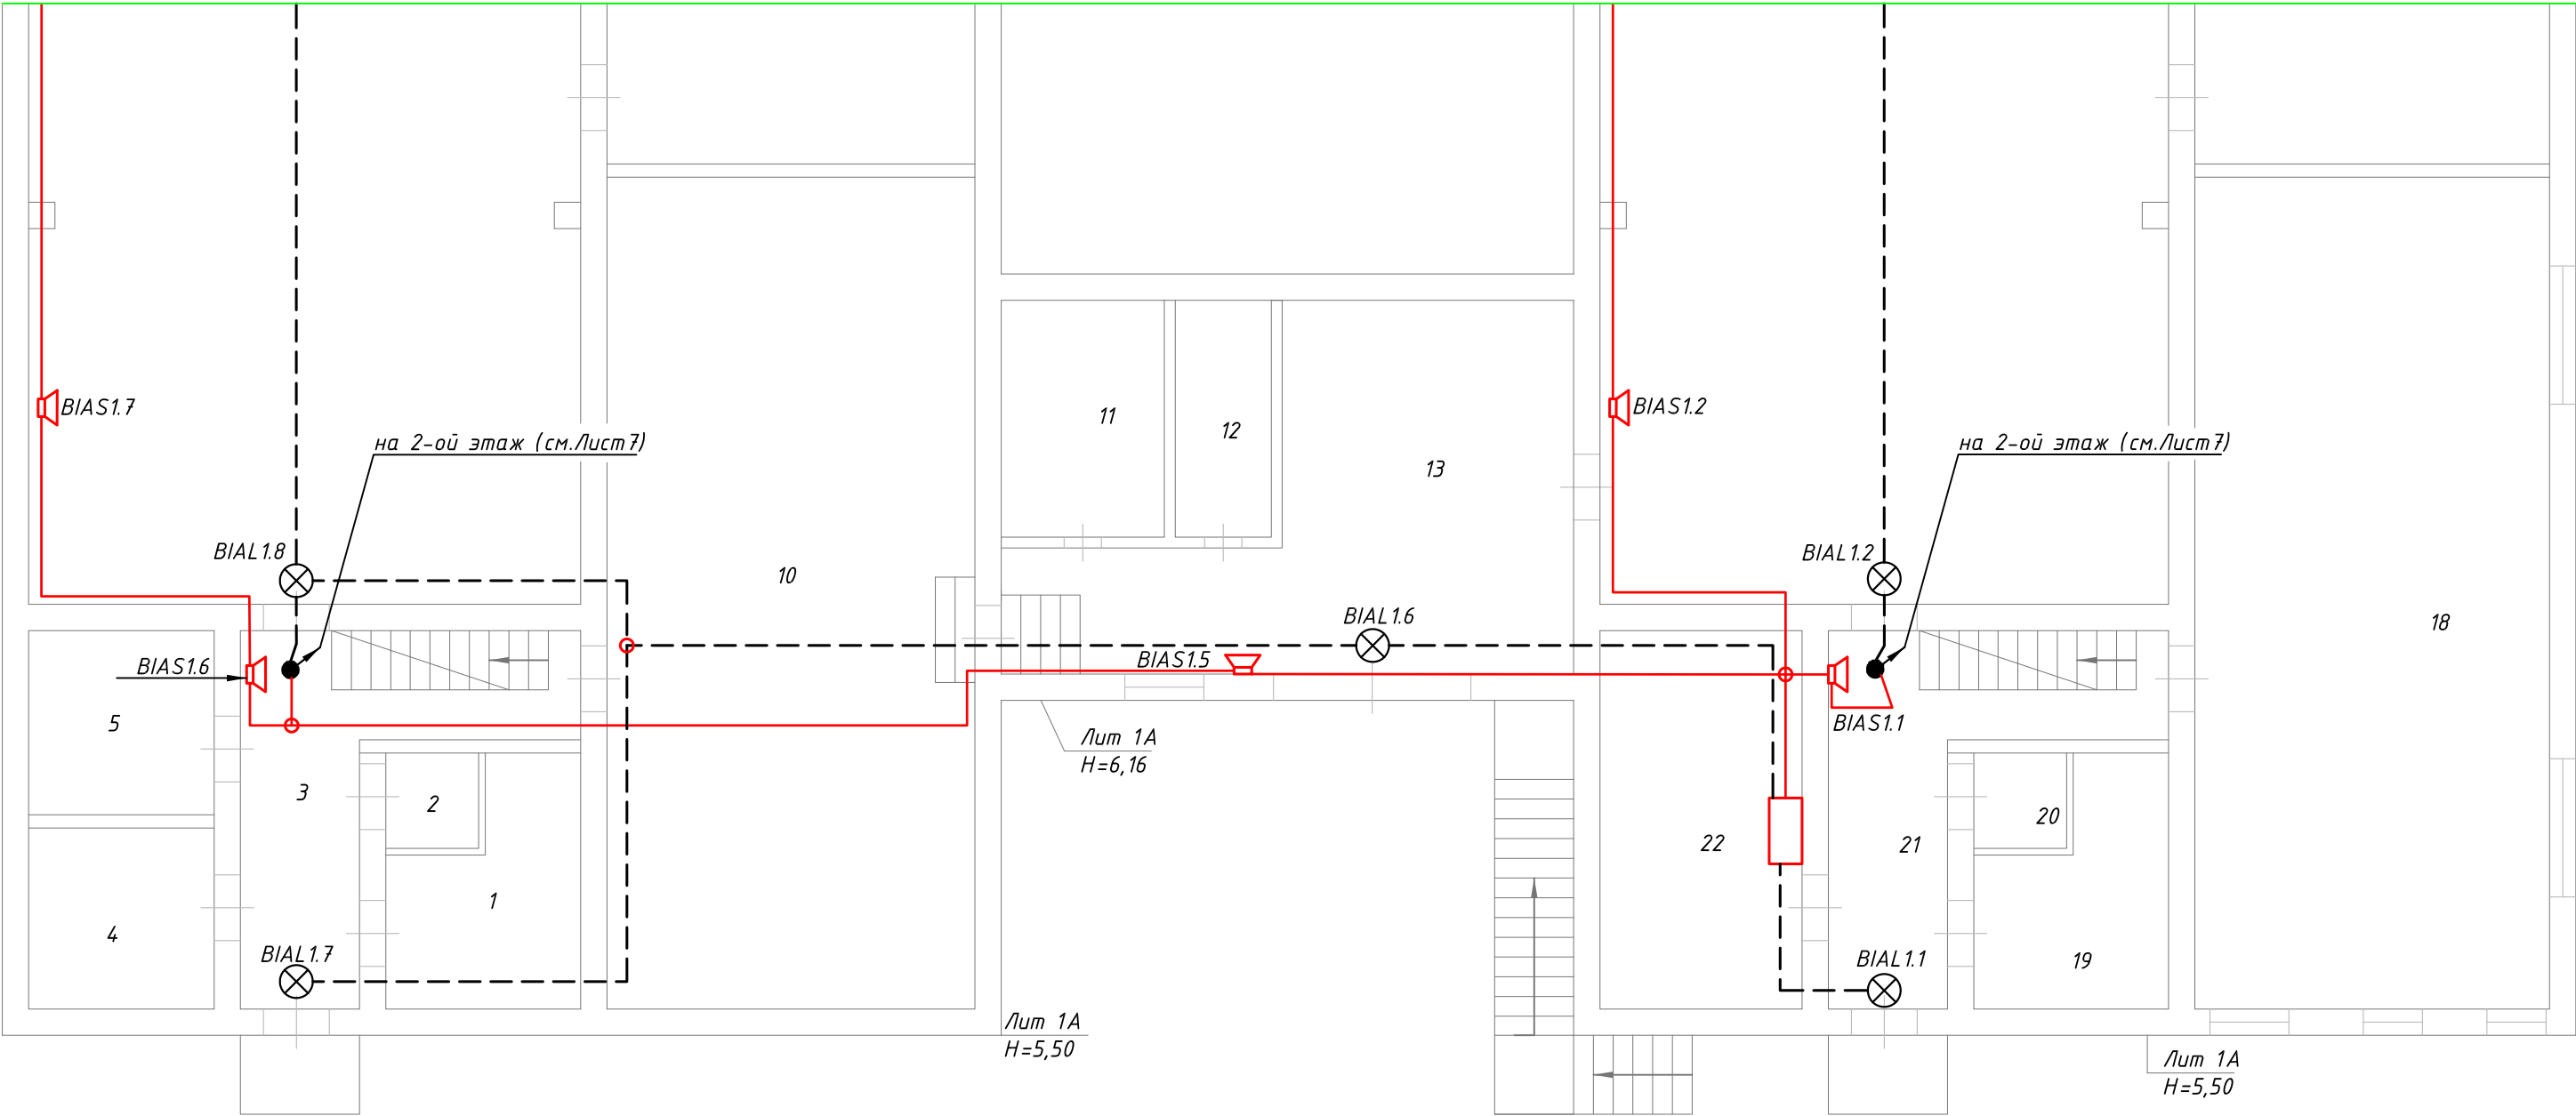 BIAS1.7
BIAS1.2
на 2-ой этаж (см.Лист7)
на 2-ой этаж (см.Лист7)
11
12
13
BIAL1.8
BIAL1.2
10
BIAL1.6
18
BIAS1.6
BIAS1.5
5
BIAS1.1
Лит 1А
Н=6,16
3
2
20
22
21
1
4
BIAL1.7
BIAL1.1
19
Лит 1А
Н=5,50
Лит 1А
Н=5,50